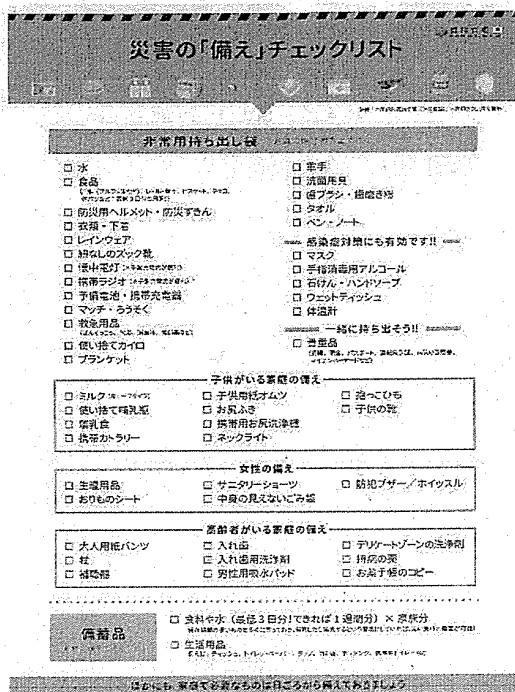 災害の「備え」チェックリスト
非常用持ち出し袋
□ 水
□ 食品
□ 防災用ヘルメット・防災ずきん
□ 衣類・下着
□ レインウェア
□ 紐なしのズック靴
□ 懐中電灯
□ 携帯ラジオ
□ 予備電池・携帯充電器
□ マッチ・ろうそく
□ 救急用品
□ 使い捨てカイロ
□ ブランケット
□ 軍手
□ 洗面用具
□ 歯ブラシ・歯磨き粉
□ タオル
□ ペン・ノート
感染症対策にも有効です!!
□ マスク
□ 手指消毒用アルコール
□ 石けん・ハンドソープ
□ ウェットティッシュ
□ 体温計
一緒に持ち出そう!!
□ 貴重品
子供がいる家庭の備え
□ ミルク
□ 使い捨て哺乳瓶
□ 離乳食
□ 携帯カトラリー
□ 子供用紙オムツ
□ お尻ふき
□ 携帯用お尻洗浄機
□ ネックライト
□ 抱っこひも
□ 子供の靴
女性の備え
□ 生理用品
□ おりものシート
□ サニタリーショーツ
□ 中身の見えないごみ袋
□ 防犯ブザー／ホイッスル
高齢者がいる家庭の備え
□ 大人用紙パンツ
□ 杖
□ 補聴器
□ 入れ歯
□ 入れ歯用洗浄剤
□ 男性用吸水パッド
□ デリケートゾーンの洗浄剤
□ 持病の薬
□ お薬手帳のコピー
備蓄品
□ 食料や水（最低３日分！できれば１週間分）× 家族分
□ 生活用品
ほかにも、家庭で必要なものは日ごろから備えておきましょう